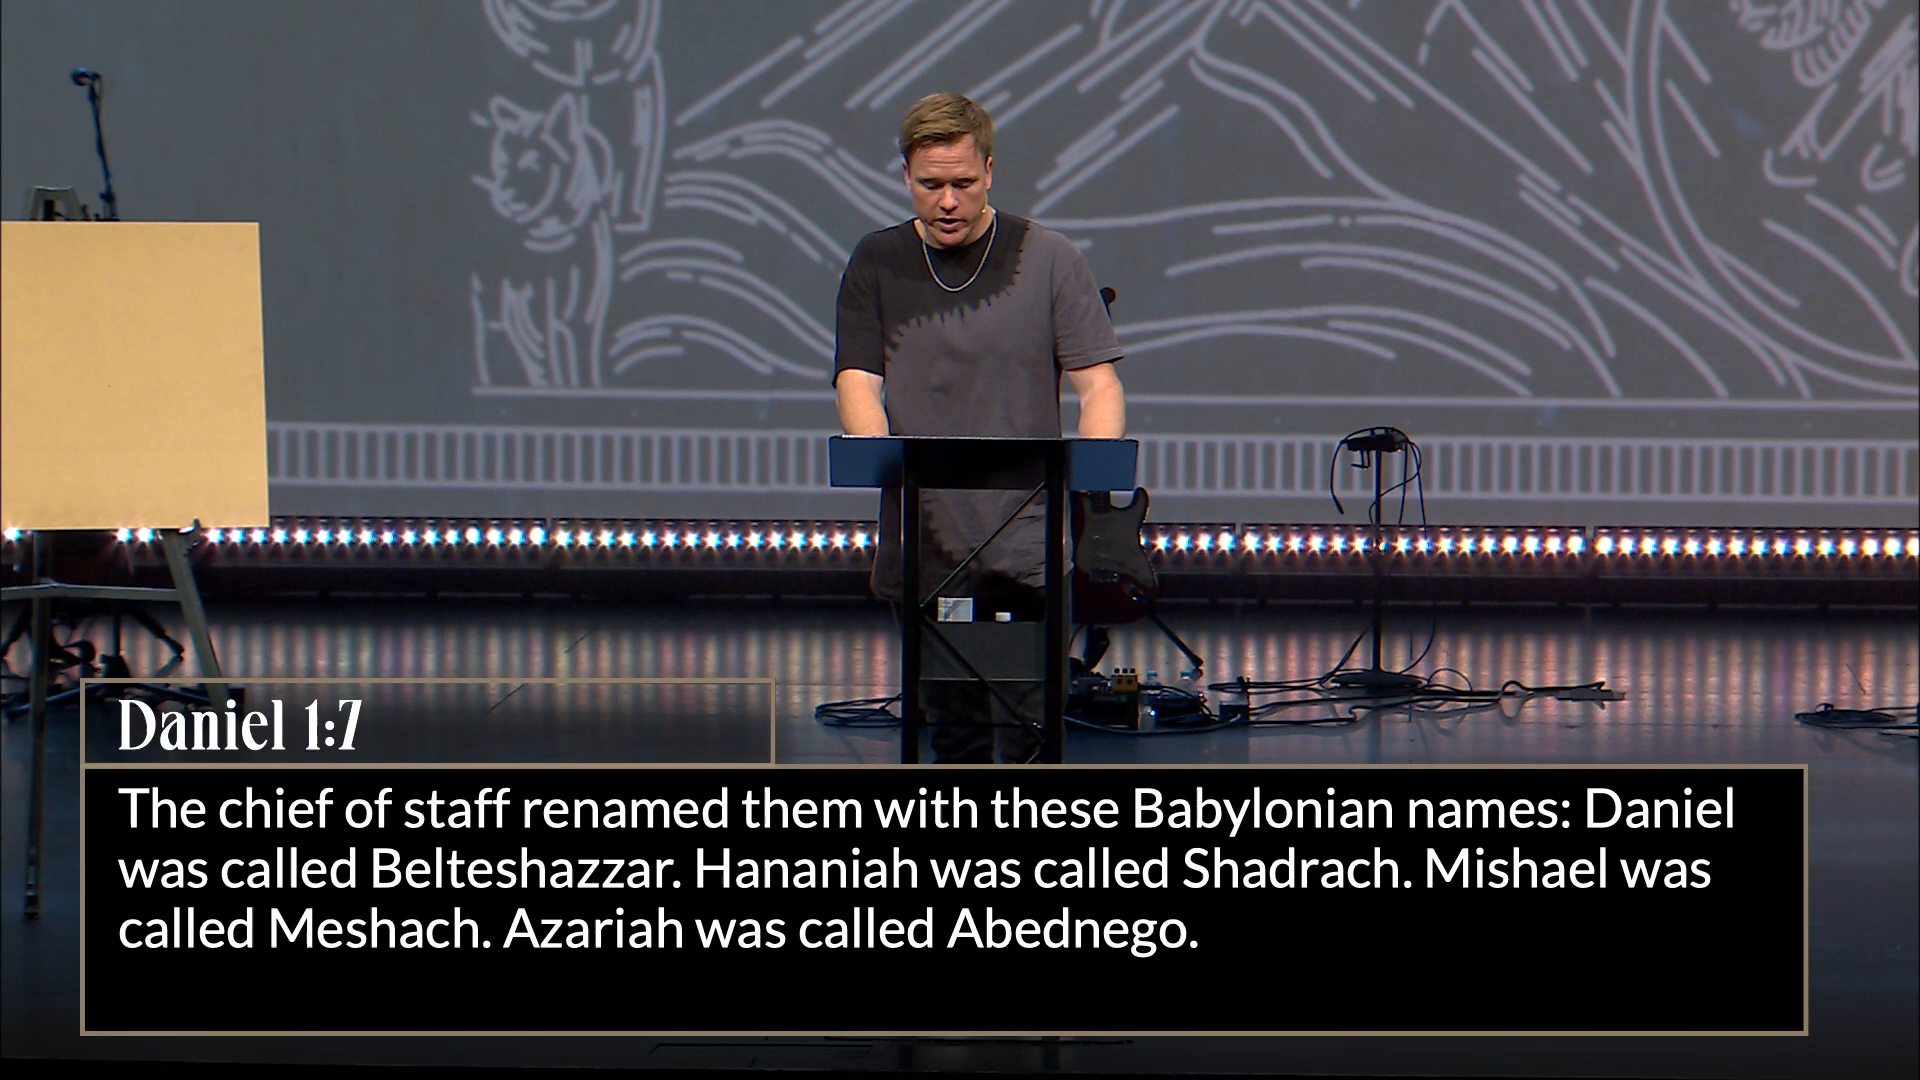 Daniel 1:7
The chief of staff renamed them with these Babylonian names: Daniel
was called Belteshazzar. Hananiah was called Shadrach. Mishael was
called Meshach. Azariah was called Abednego.